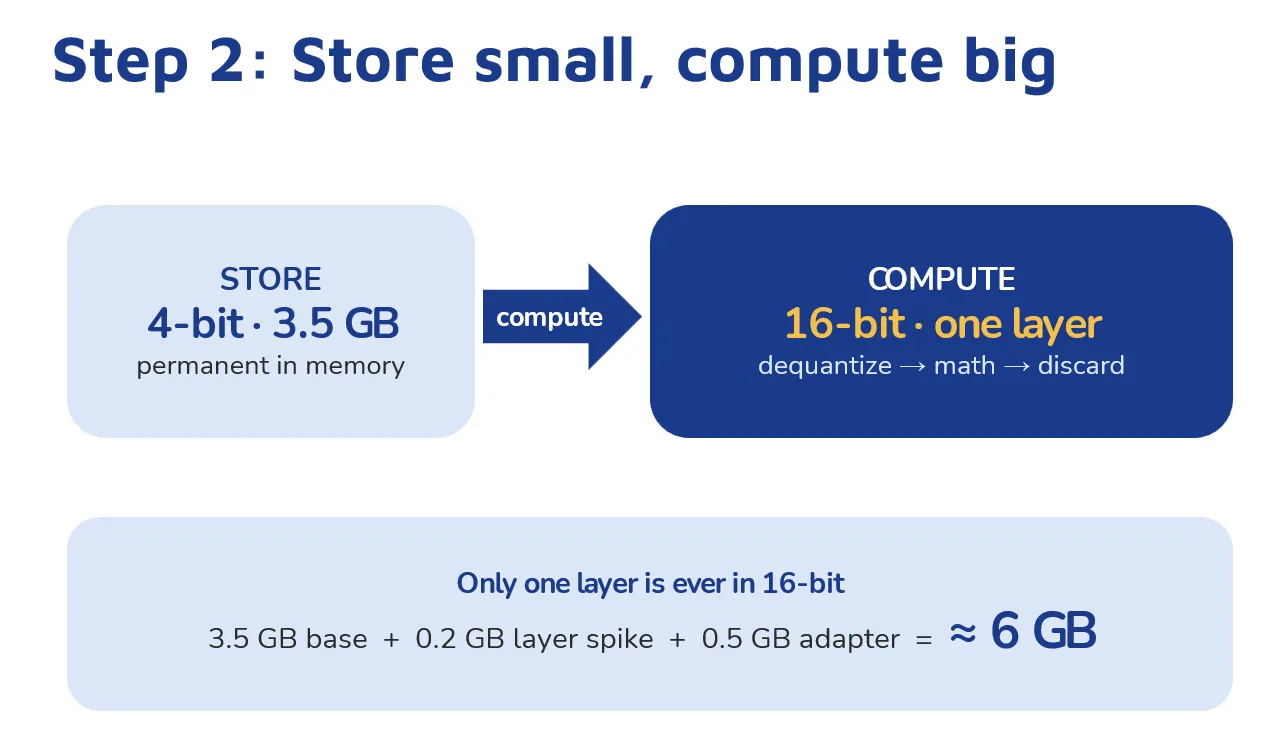 Step 2: Store small, compute big
STORE
4-bit · 3.5 GB
permanent in memory
compute
COMPUTE
16-bit · one layer
dequantize → math → discard
Only one layer is ever in 16-bit
3.5 GB base + 0.2 GB layer spike + 0.5 GB adapter = ≈ 6 GB